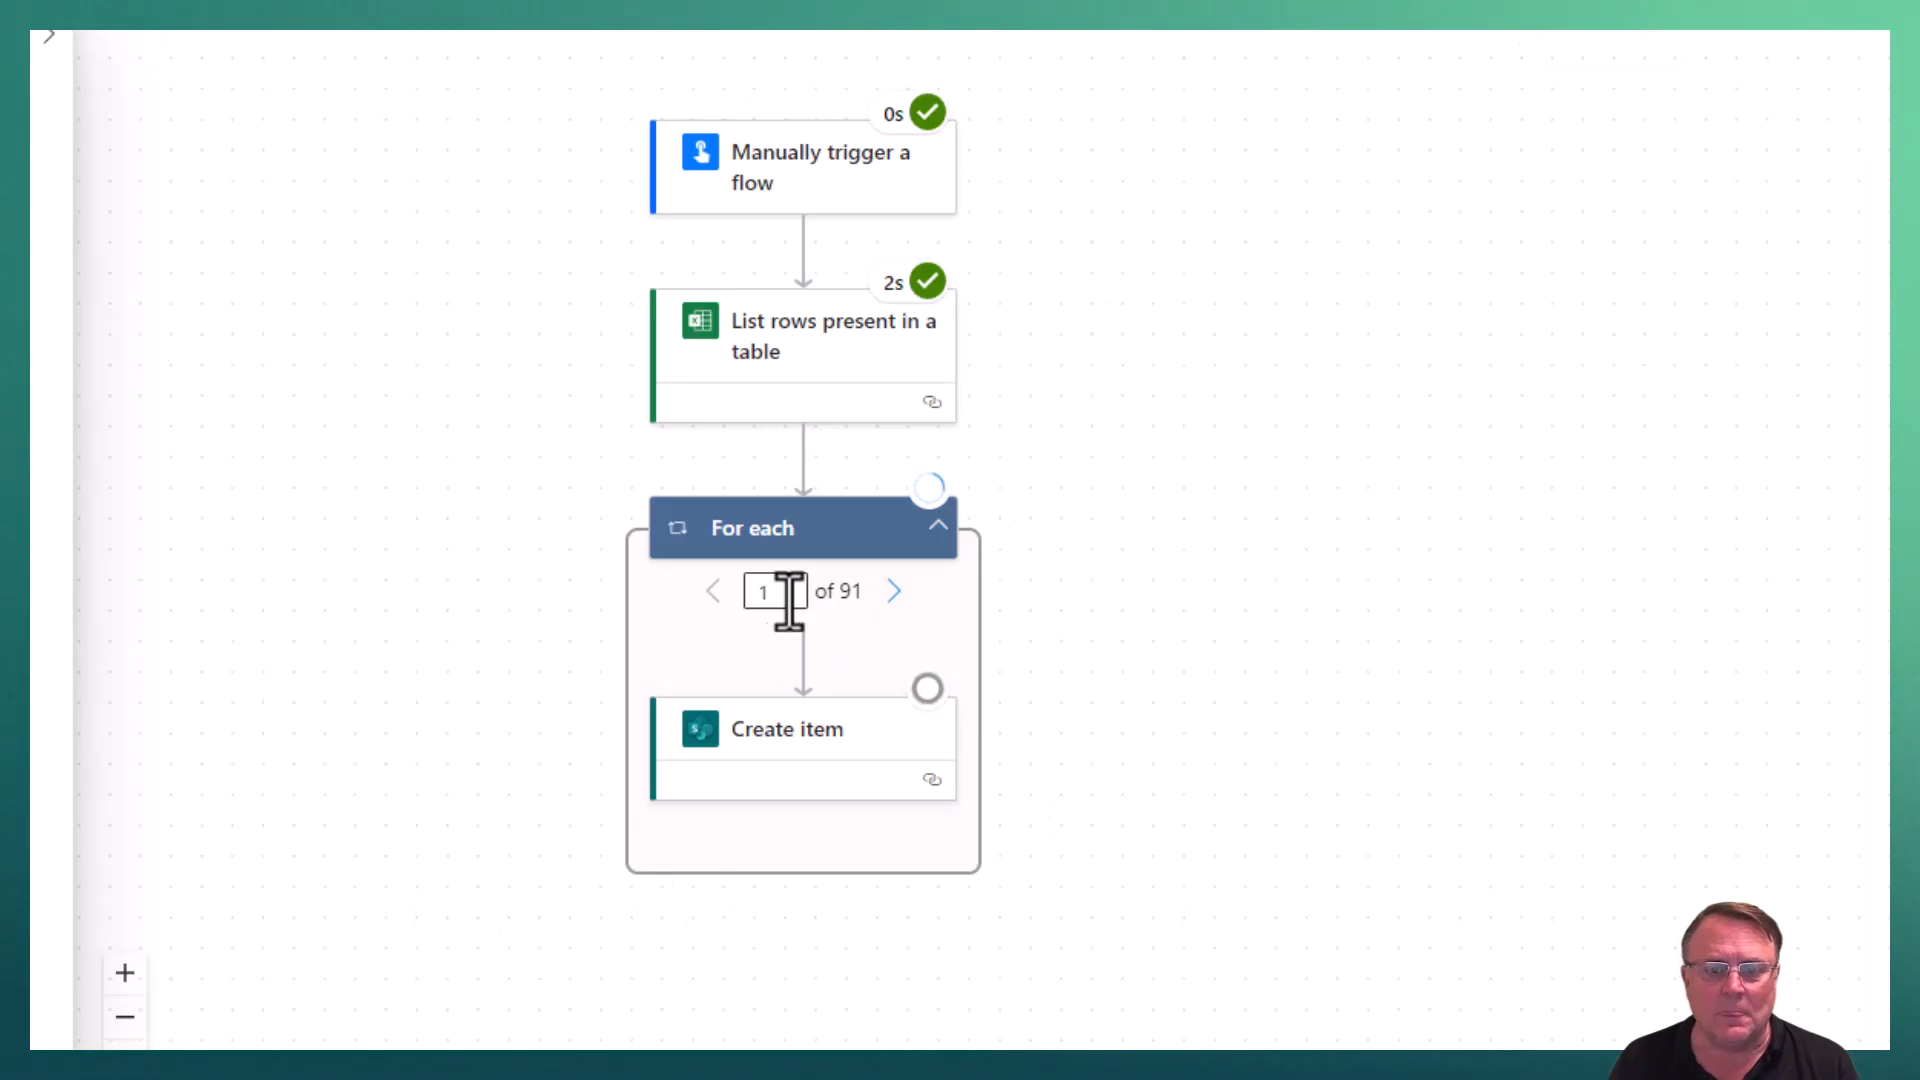 0s
Manually trigger a
flow
2s
List rows present in a
table
For each
1 of 91
Create item